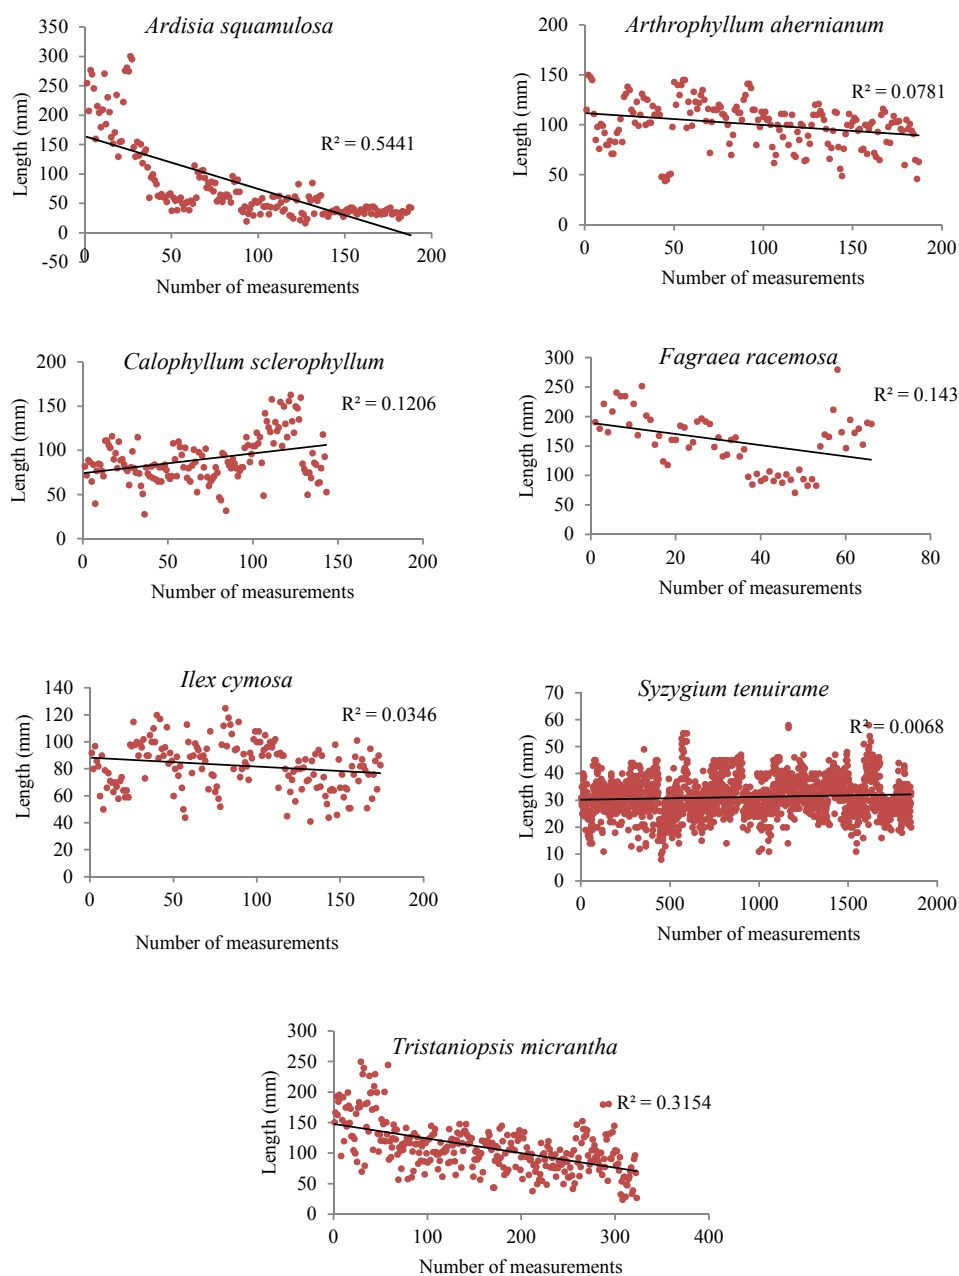 Ardisia squamulosa
350
300
250
200
150
100
50
0
-50
Length (mm)
R² = 0.5441
0 50 100 150 200
Number of measurements
Arthrophyllum ahernianum
200
150
100
50
0
Length (mm)
R² = 0.0781
0 50 100 150 200
Number of measurements
Calophyllum sclerophyllum
200
150
100
50
0
Length (mm)
R² = 0.1206
0 50 100 150 200
Number of measurements
Fagraea racemosa
300
250
200
150
100
50
0
Length (mm)
R² = 0.143
0 20 40 60 80
Number of measurements
Ilex cymosa
140
120
100
80
60
40
20
0
Length (mm)
R² = 0.0346
0 50 100 150 200
Number of measurements
Syzygium tenuirame
70
60
50
40
30
20
10
0
Length (mm)
R² = 0.0068
0 500 1000 1500 2000
Number of measurements
Tristaniopsis micrantha
300
250
200
150
100
50
0
Length (mm)
R² = 0.3154
0 100 200 300 400
Number of measurements